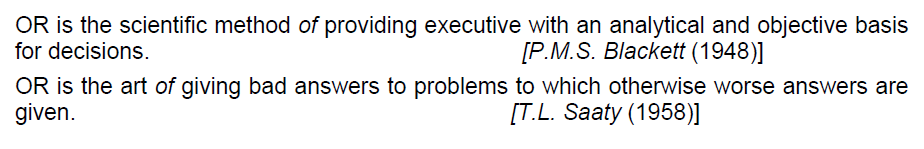 OR is the scientific method of providing executive with an analytical and objective basis
for decisions. [P.M.S. Blackett (1948)]
OR is the art of giving bad answers to problems to which otherwise worse answers are
given. [T.L. Saaty (1958)]